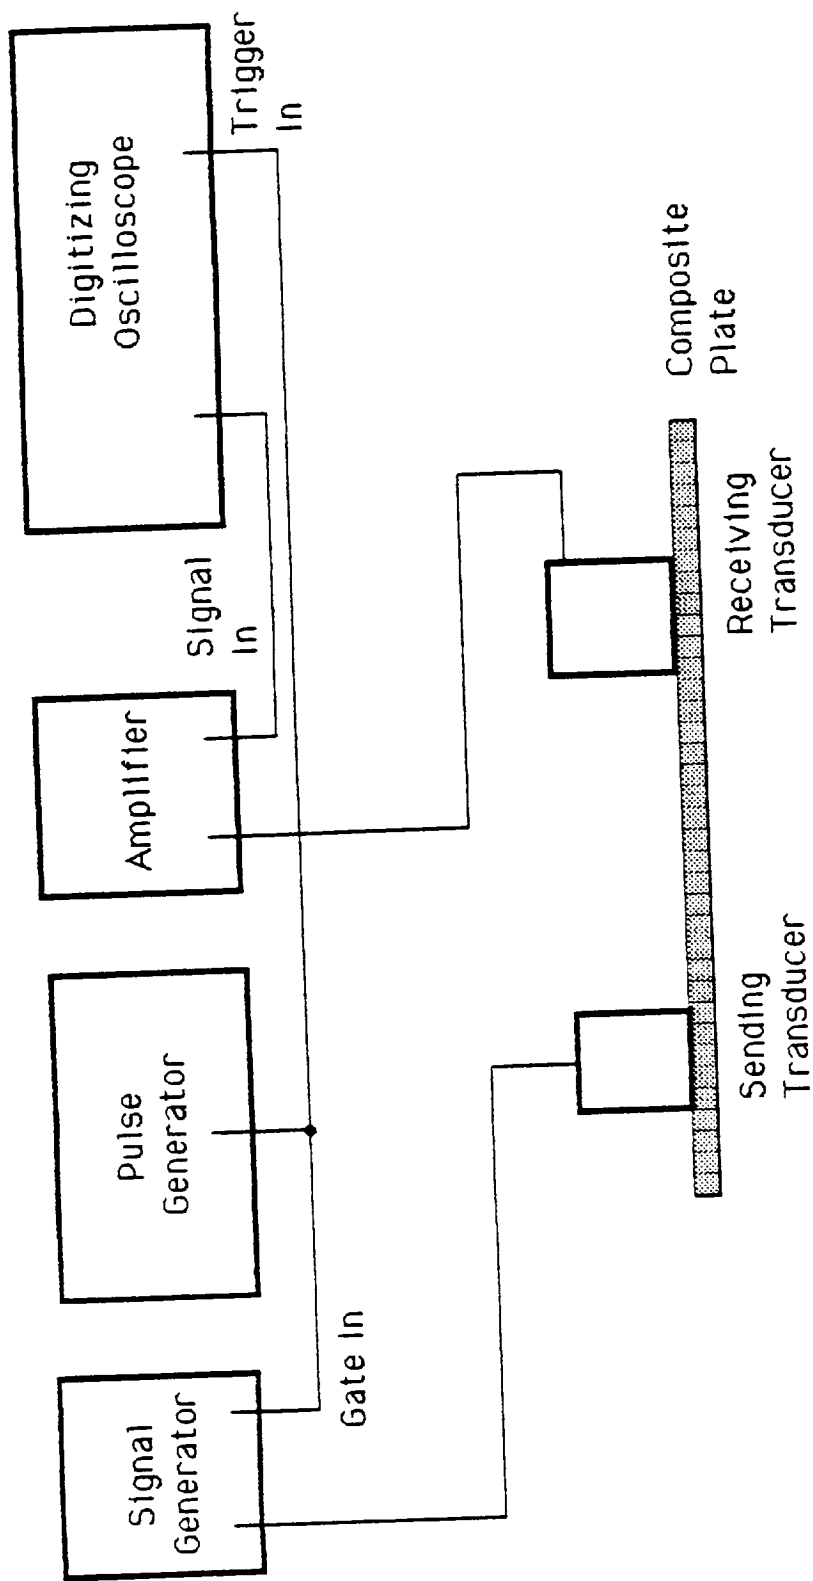 Signal
Generator
Pulse
Generator
Amplifier
Digitizing
Oscilloscope
Gate In
Signal
In
Trigger
In
Sending
Transducer
Receiving
Transducer
Composite
Plate